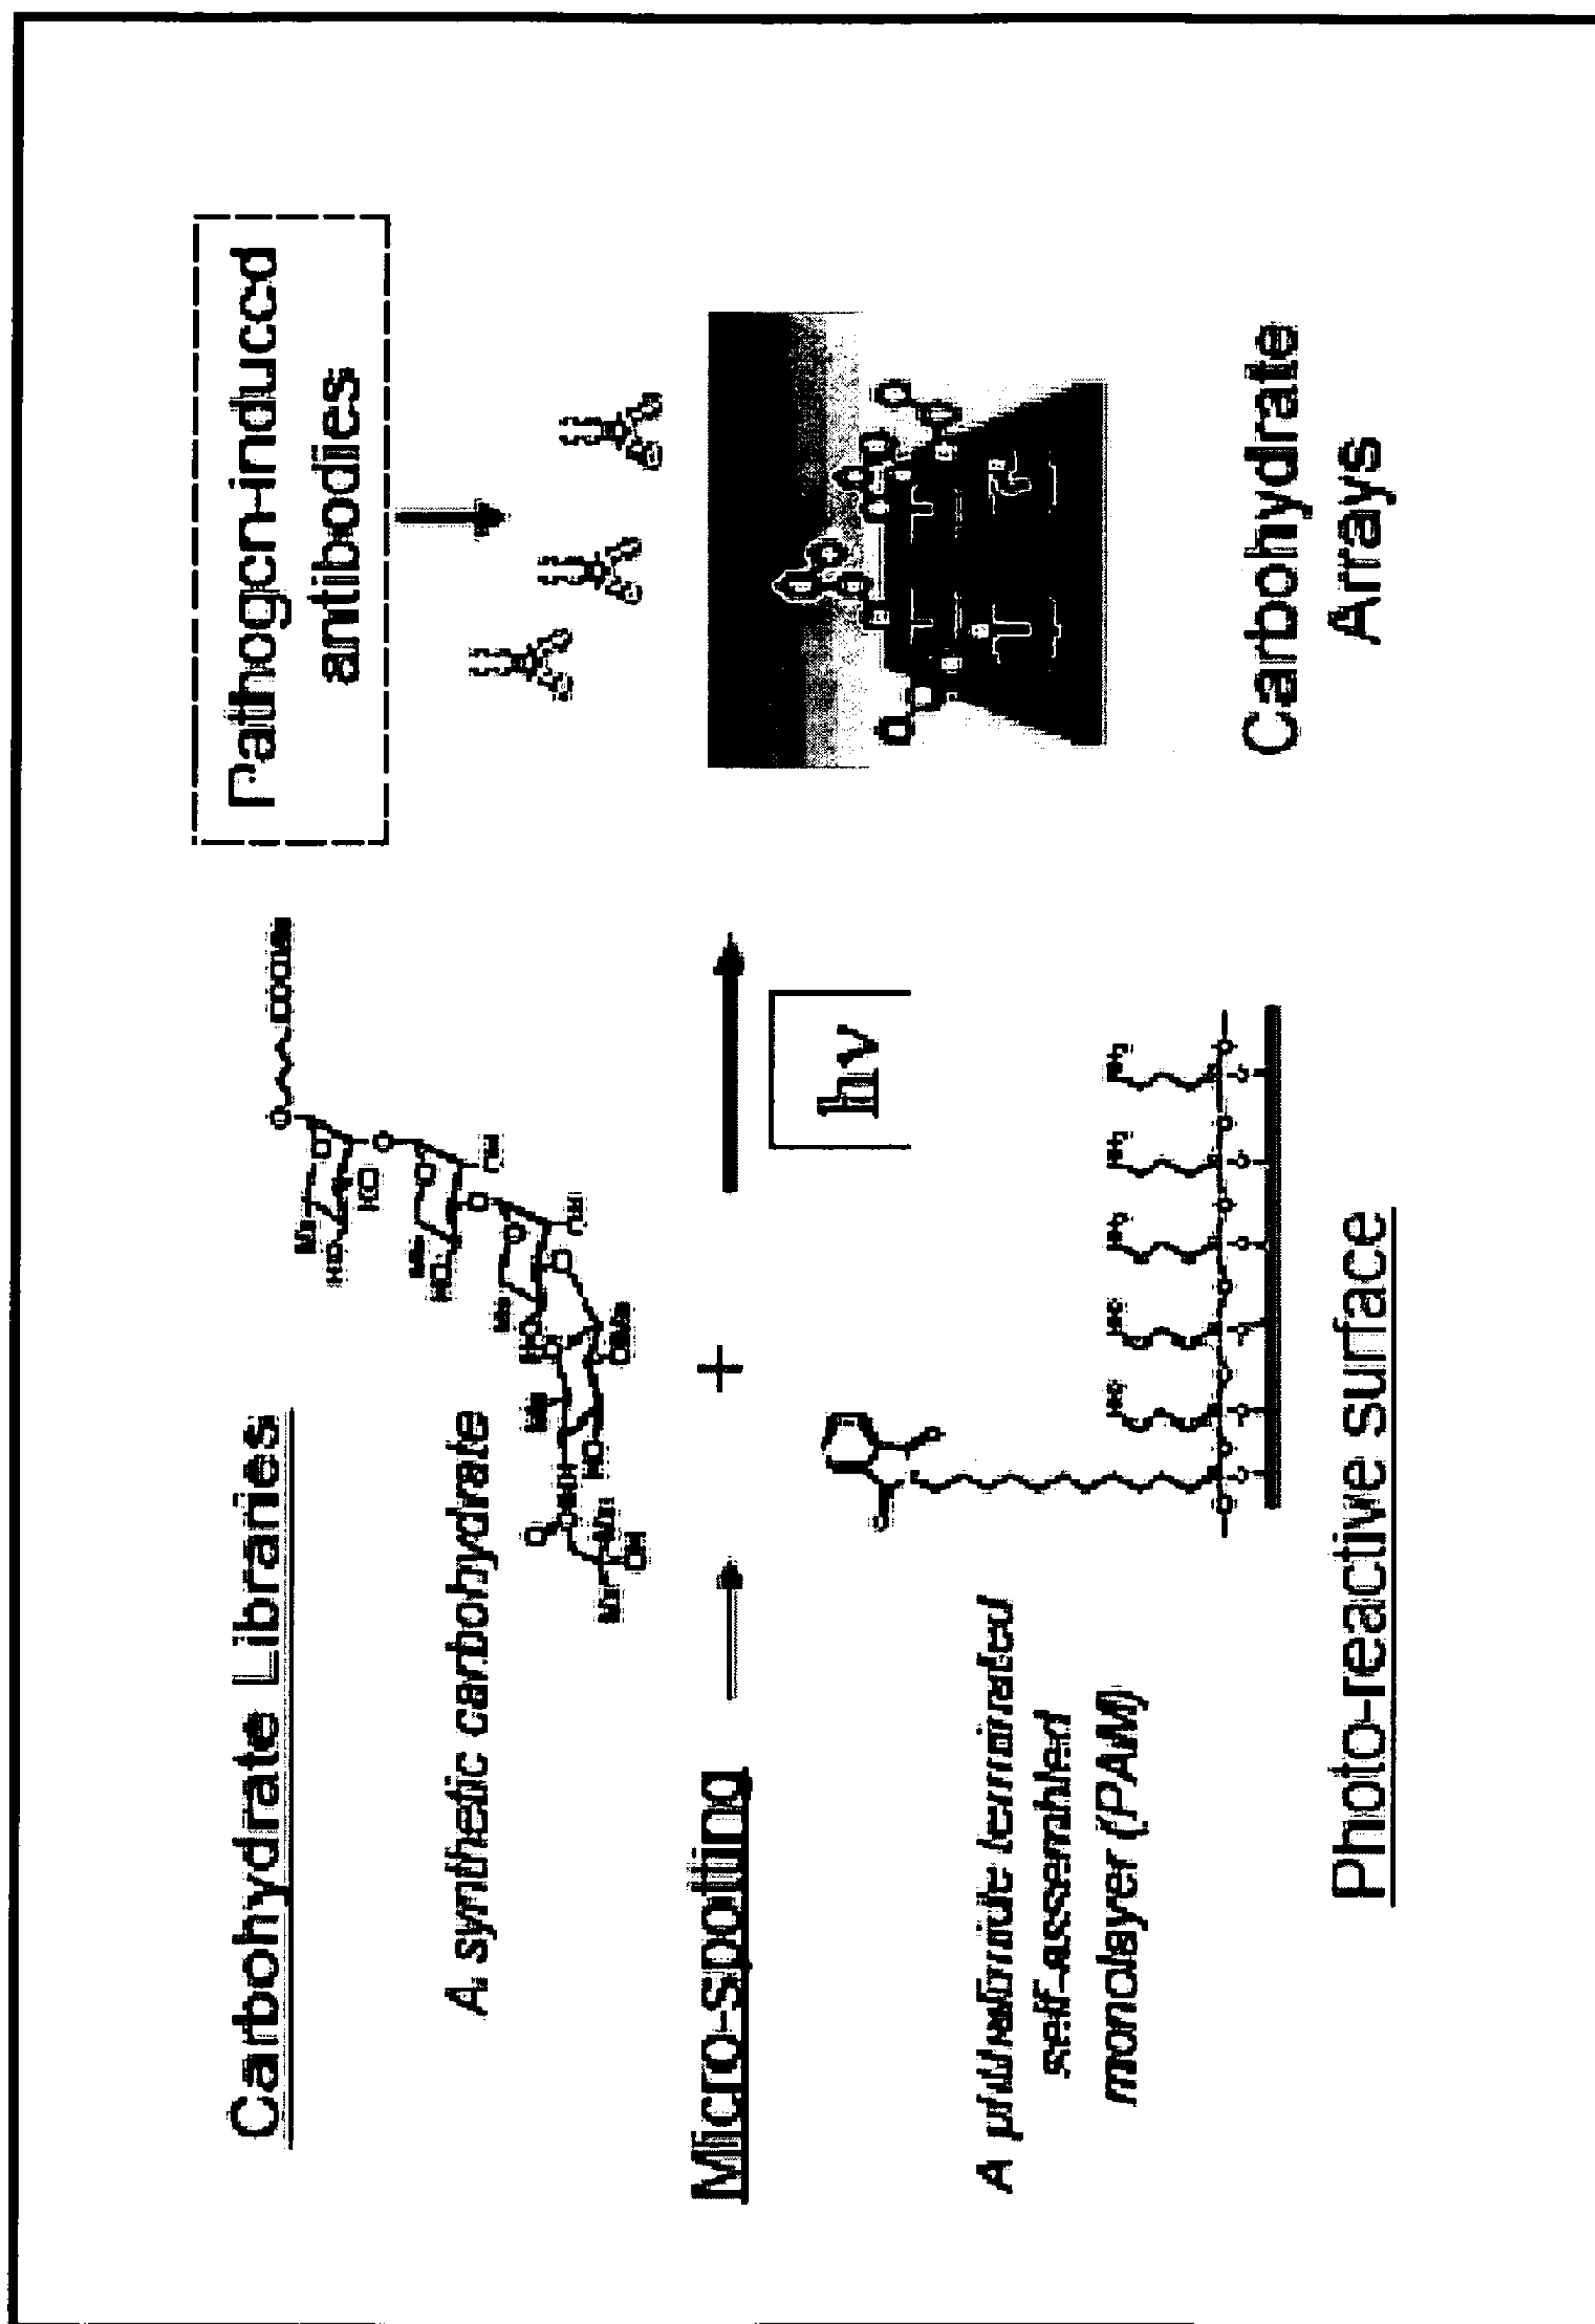 Carbohydrate Libraries
A synthetic carbohydrate
Micro-spotting
+
hν
A phthalimide terminated
self-assembled
monolayer (PAM)
Photo-reactive surface
Pathogen-induced
antibodies
Carbohydrate
Arrays